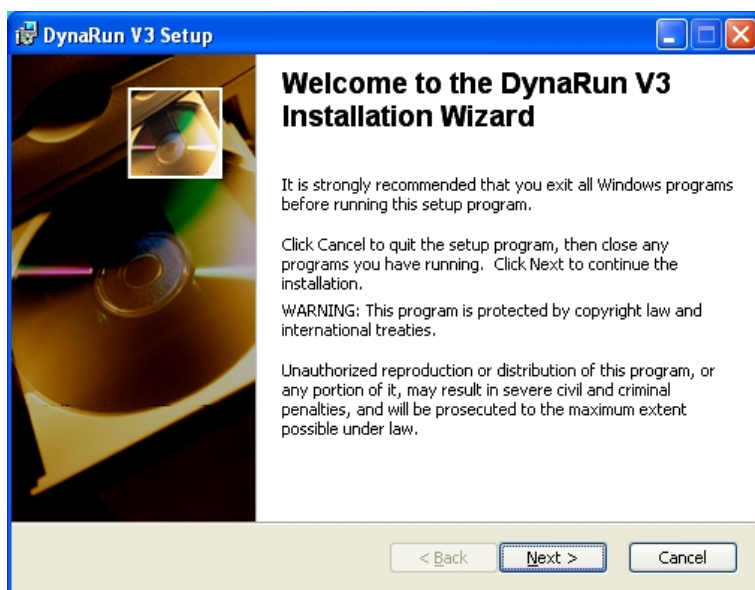 DynaRun V3 Setup
Welcome to the DynaRun V3
Installation Wizard
It is strongly recommended that you exit all Windows programs
before running this setup program.
Click Cancel to quit the setup program, then close any
programs you have running.  Click Next to continue the
installation.
WARNING: This program is protected by copyright law and
international treaties.
Unauthorized reproduction or distribution of this program, or
any portion of it, may result in severe civil and criminal
penalties, and will be prosecuted to the maximum extent
possible under law.
< Back Next > Cancel